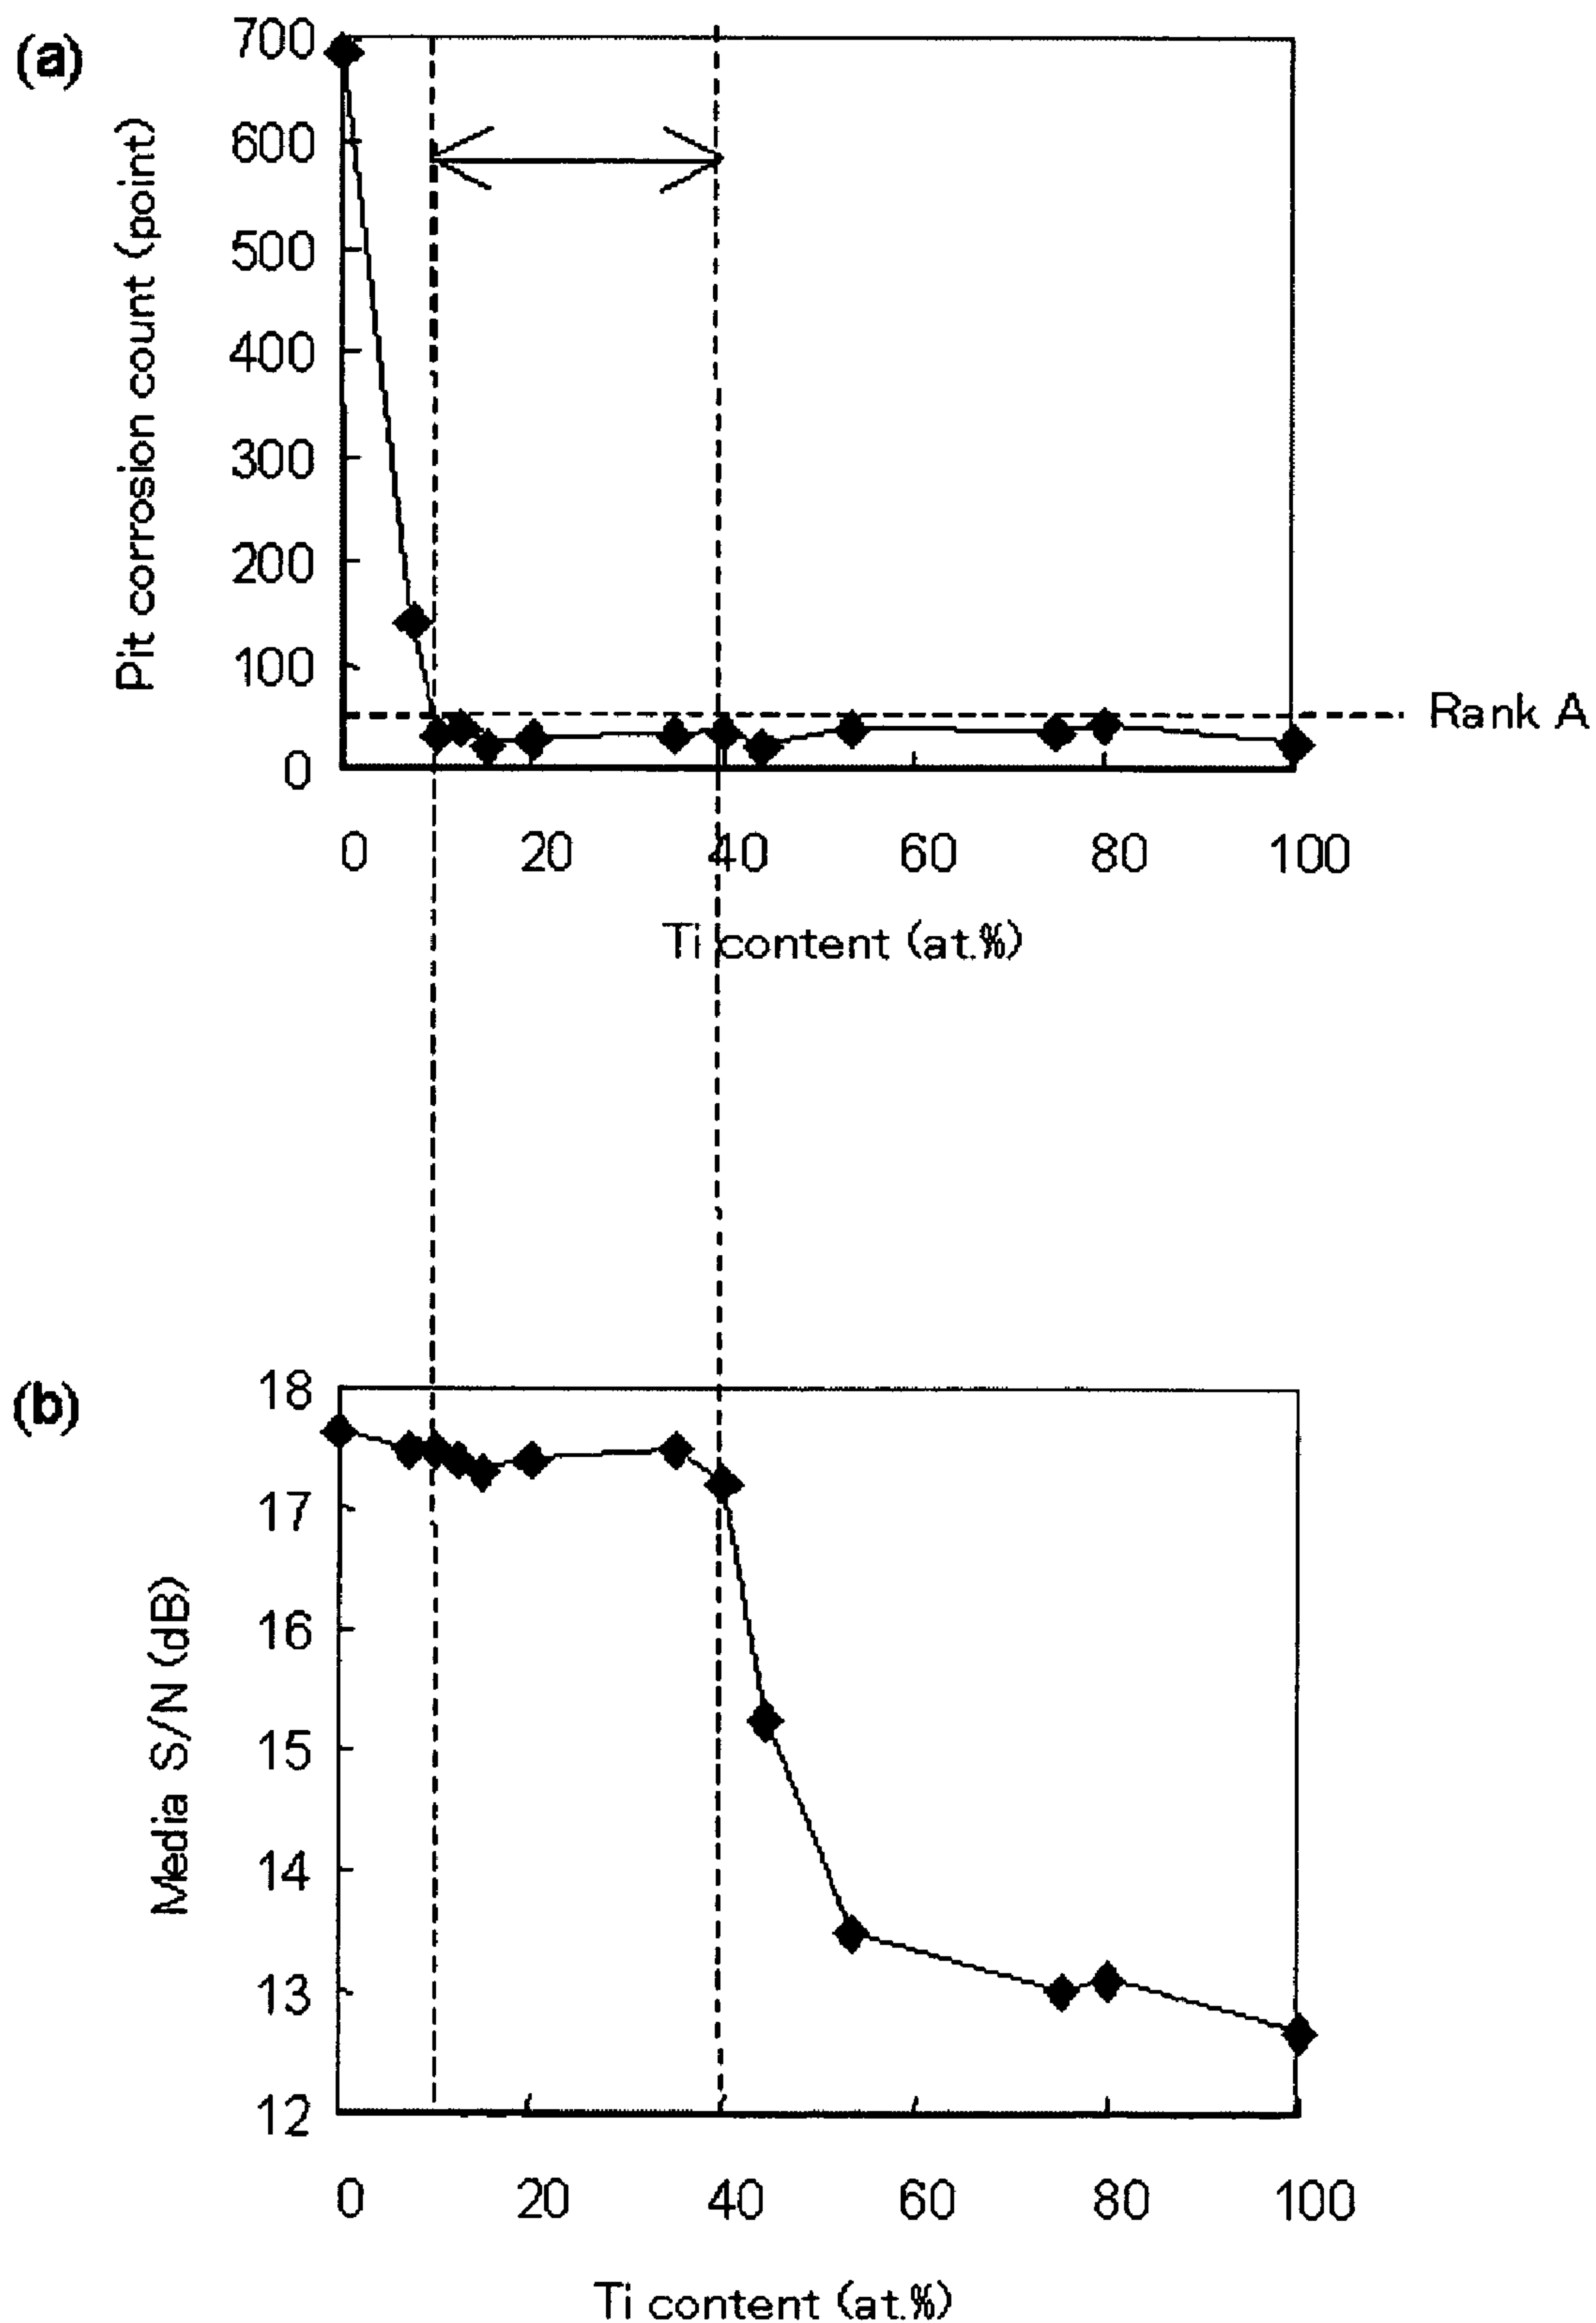 (a)
Pit corrosion count (point)
700
600
500
400
300
200
100
0
Rank A
0 20 40 60 80 100
Ti content (at.%)
(b)
Media S/N (dB)
18
17
16
15
14
13
12
0 20 40 60 80 100
Ti content (at.%)